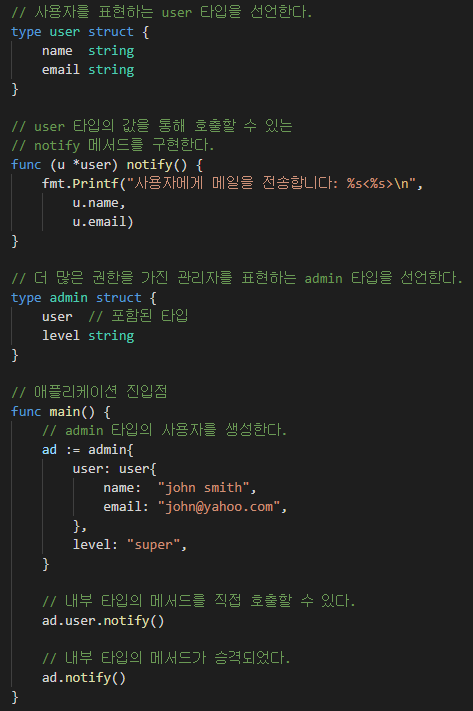 // 사용자를 표현하는 user 타입을 선언한다.
type user struct {
    name  string
    email string
}

// user 타입의 값을 통해 호출할 수 있는
// notify 메서드를 구현한다.
func (u *user) notify() {
    fmt.Printf("사용자에게 메일을 전송합니다: %s<%s>\n",
        u.name,
        u.email)
}

// 더 많은 권한을 가진 관리자를 표현하는 admin 타입을 선언한다.
type admin struct {
    user  // 포함된 타입
    level string
}

// 애플리케이션 진입점
func main() {
    // admin 타입의 사용자를 생성한다.
    ad := admin{
        user: user{
            name:  "john smith",
            email: "john@yahoo.com",
        },
        level: "super",
    }

    // 내부 타입의 메서드를 직접 호출할 수 있다.
    ad.user.notify()

    // 내부 타입의 메서드가 승격되었다.
    ad.notify()
}